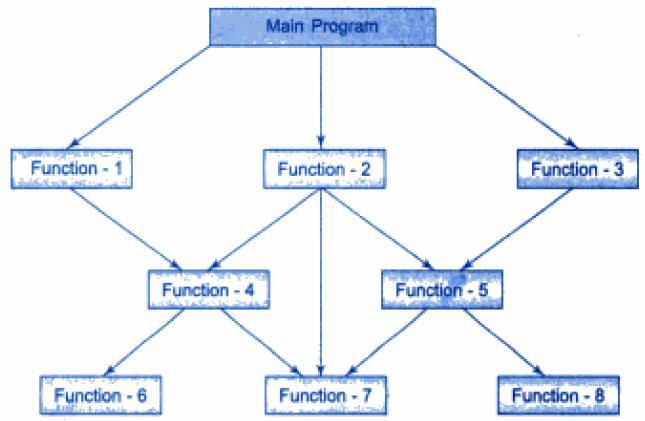 Main Program
Function - 1
Function - 2
Function - 3
Function - 4
Function - 5
Function - 6
Function - 7
Function - 8